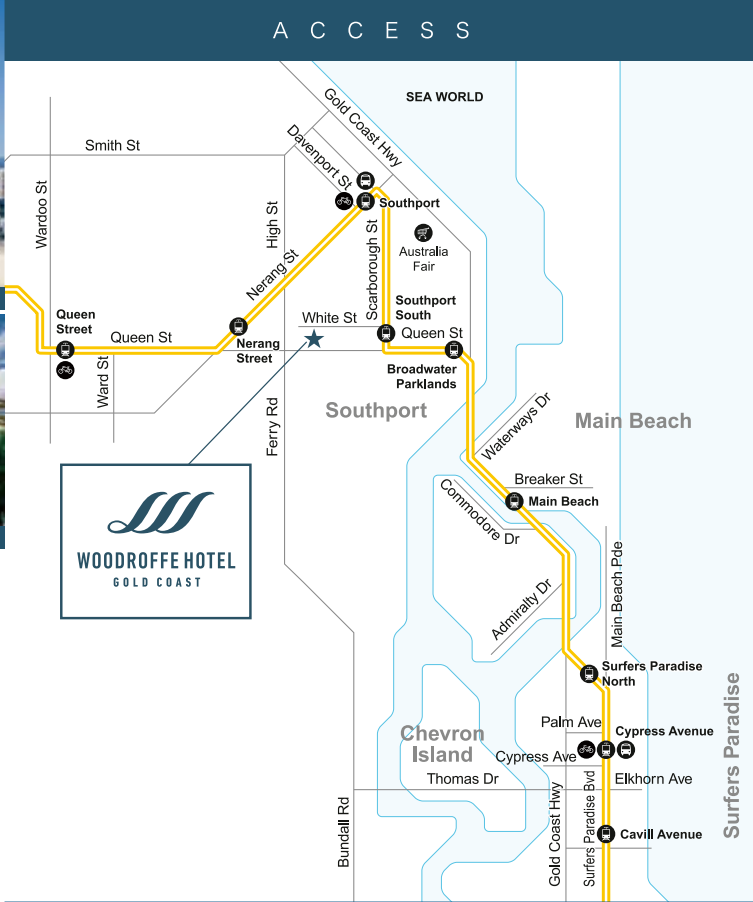 ACCESS
SEA WORLD
Gold Coast Hwy
Smith St
Davenport St
Wardoo St
High St
Southport
Nerang St
Scarborough St
Australia
Fair
Queen
Street
Southport
South
White St
Queen St
Queen St
Nerang
Street
Ward St
Broadwater
Parklands
Southport
Ferry Rd
Waterways Dr
Main Beach
Breaker St
Commodore Dr
Main Beach
WOODROFFE HOTEL
GOLD COAST
Main Beach Pde
Admiralty Dr
Surfers Paradise
North
Surfers Paradise
Palm Ave
Cypress Avenue
Chevron
Island
Cypress Ave
Thomas Dr
Elkhorn Ave
Bundall Rd
Gold Coast Hwy
Surfers Paradise Bvd
Cavill Avenue